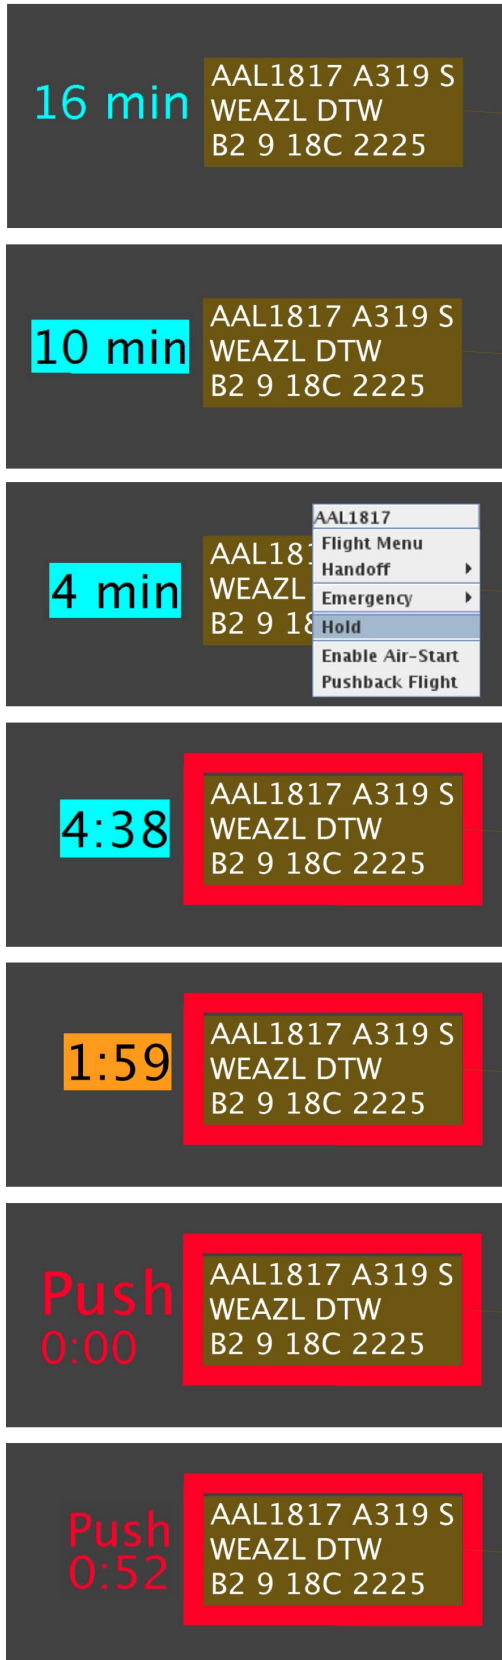 16 min
AAL1817 A319 S
WEAZL DTW
B2 9 18C 2225
10 min
AAL1817 A319 S
WEAZL DTW
B2 9 18C 2225
4 min
AAL181
WEAZL
B2 9 18
AAL1817
Flight Menu
Handoff
Emergency
Hold
Enable Air-Start
Pushback Flight
4:38
AAL1817 A319 S
WEAZL DTW
B2 9 18C 2225
1:59
AAL1817 A319 S
WEAZL DTW
B2 9 18C 2225
Push
0:00
AAL1817 A319 S
WEAZL DTW
B2 9 18C 2225
Push
0:52
AAL1817 A319 S
WEAZL DTW
B2 9 18C 2225